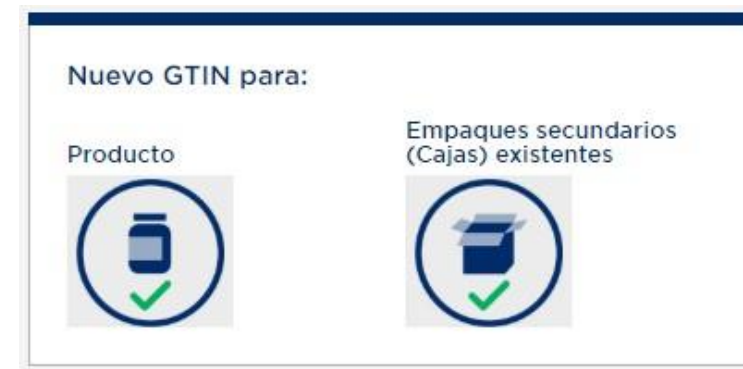 Nuevo GTIN para:
Producto
Empaques secundarios
(Cajas) existentes